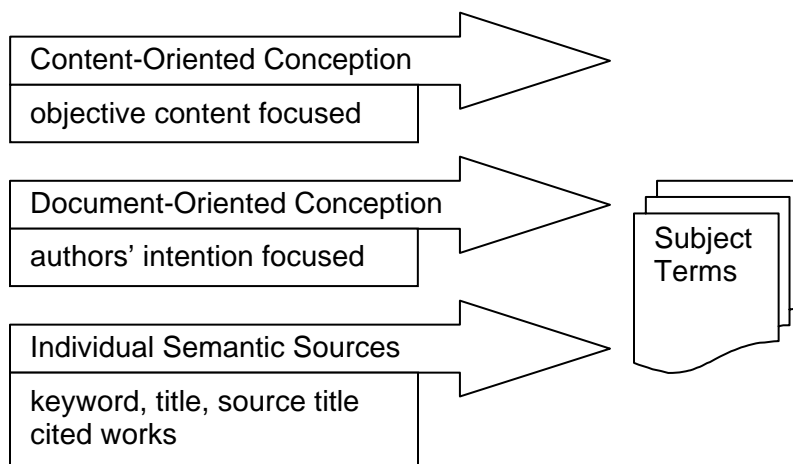 Content-Oriented Conception
objective content focused
Document-Oriented Conception
authors’ intention focused
Individual Semantic Sources
keyword, title, source title
cited works
Subject
Terms